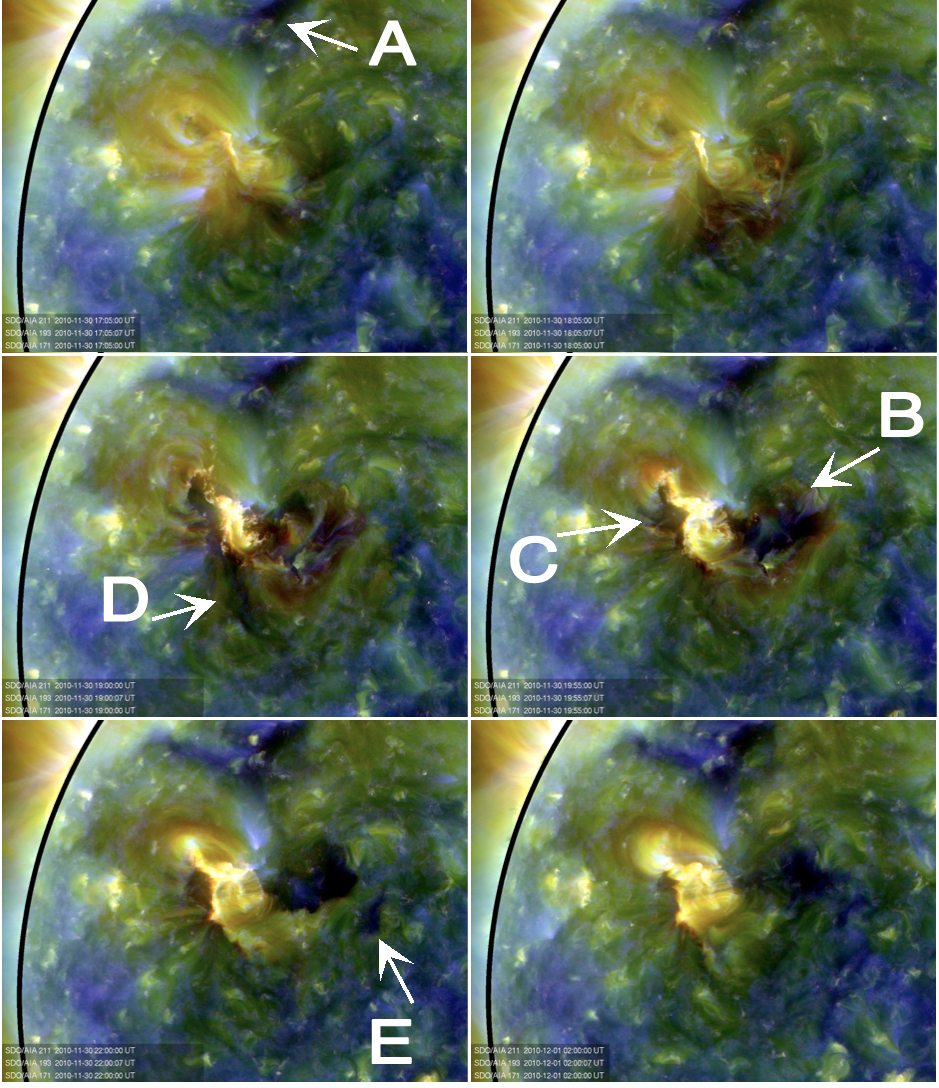 A
SDO/AIA 211 2010-11-30 17:05:00 UT
SDO/AIA 193 2010-11-30 17:05:07 UT
SDO/AIA 171 2010-11-30 17:05:00 UT
SDO/AIA 211 2010-11-30 18:05:00 UT
SDO/AIA 193 2010-11-30 18:05:07 UT
SDO/AIA 171 2010-11-30 18:05:00 UT
D
SDO/AIA 211 2010-11-30 19:00:00 UT
SDO/AIA 193 2010-11-30 19:00:07 UT
SDO/AIA 171 2010-11-30 19:00:00 UT
B
C
SDO/AIA 211 2010-11-30 19:55:00 UT
SDO/AIA 193 2010-11-30 19:55:07 UT
SDO/AIA 171 2010-11-30 19:55:00 UT
E
SDO/AIA 211 2010-11-30 22:00:00 UT
SDO/AIA 193 2010-11-30 22:00:07 UT
SDO/AIA 171 2010-11-30 22:00:00 UT
SDO/AIA 211 2010-12-01 02:00:00 UT
SDO/AIA 193 2010-12-01 02:00:07 UT
SDO/AIA 171 2010-12-01 02:00:00 UT